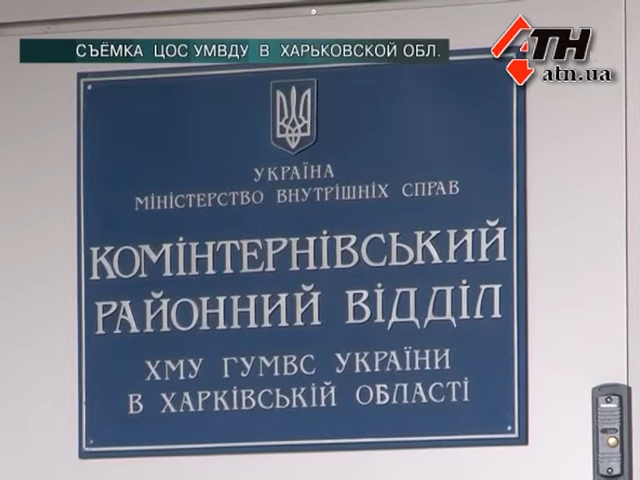 СЪЁМКА ЦОС УМВДУ В ХАРЬКОВСКОЙ ОБЛ.
АТН
atn.ua
УКРАЇНА
МІНІСТЕРСТВО ВНУТРІШНІХ СПРАВ
КОМІНТЕРНІВСЬКИЙ
РАЙОННИЙ ВІДДІЛ
ХМУ ГУМВС УКРАЇНИ
В ХАРКІВСЬКІЙ ОБЛАСТІ